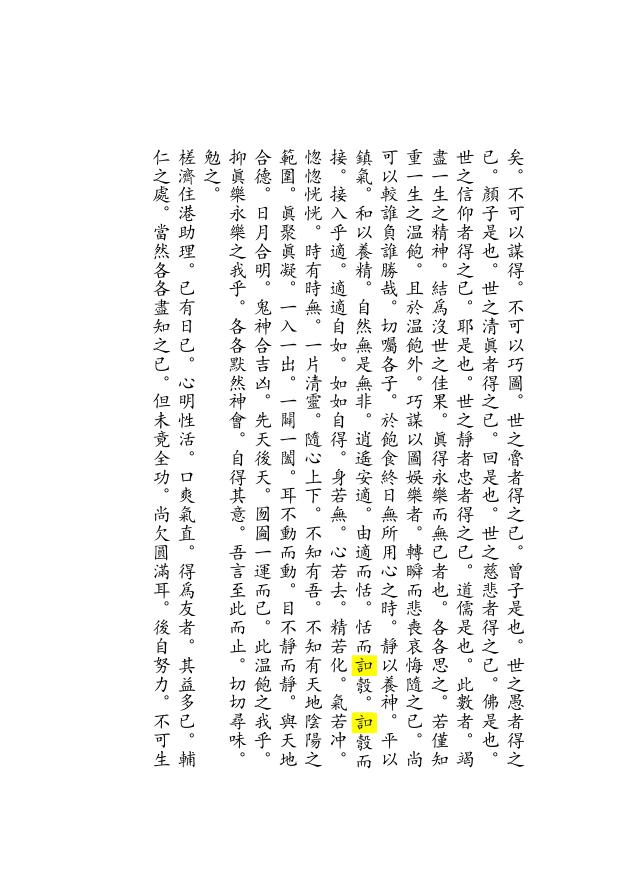 矣。不可以謀得。不可以巧圖。世之魯者得之已。曾子是也。世之愚者得之
已。顏子是也。世之清眞者得之已。回是也。世之慈悲者得之已。佛是也。
世之信仰者得之已。耶是也。世之靜者忠者得之已。道儒是也。此數者。竭
盡一生之精神。結爲沒世之佳果。眞得永樂而無已者也。各各思之。若僅知
重一生之温飽。且於温飽外。巧謀以圖娛樂者。轉瞬而悲喪哀悔隨之已。尚
可以較誰負誰勝哉。切囑各子。於飽食終日無所用心之時。靜以養神。平以
鎮氣。和以養精。自然無是無非。逍遙安適。由適而恬。恬而訠彀。訠彀而
接。接入乎適。適適自如。如如自得。身若無。心若去。精若化。氣若冲。
惚惚恍恍。時有時無。一片清靈。隨心上下。不知有吾。不知有天地陰陽之
範圍。眞聚眞凝。一入一出。一闢一闔。耳不動而動。目不靜而靜。與天地
合德。日月合明。鬼神合吉凶。先天後天。囫圇一運而已。此温飽之我乎。
抑眞樂永樂之我乎。各各默然神會。自得其意。吾言至此而止。切切尋味。
勉之。
槎濟住港助理。已有日已。心明性活。口爽氣直。得爲友者。其益多已。輔
仁之處。當然各各盡知之已。但未竟全功。尚欠圓滿耳。後自努力。不可生